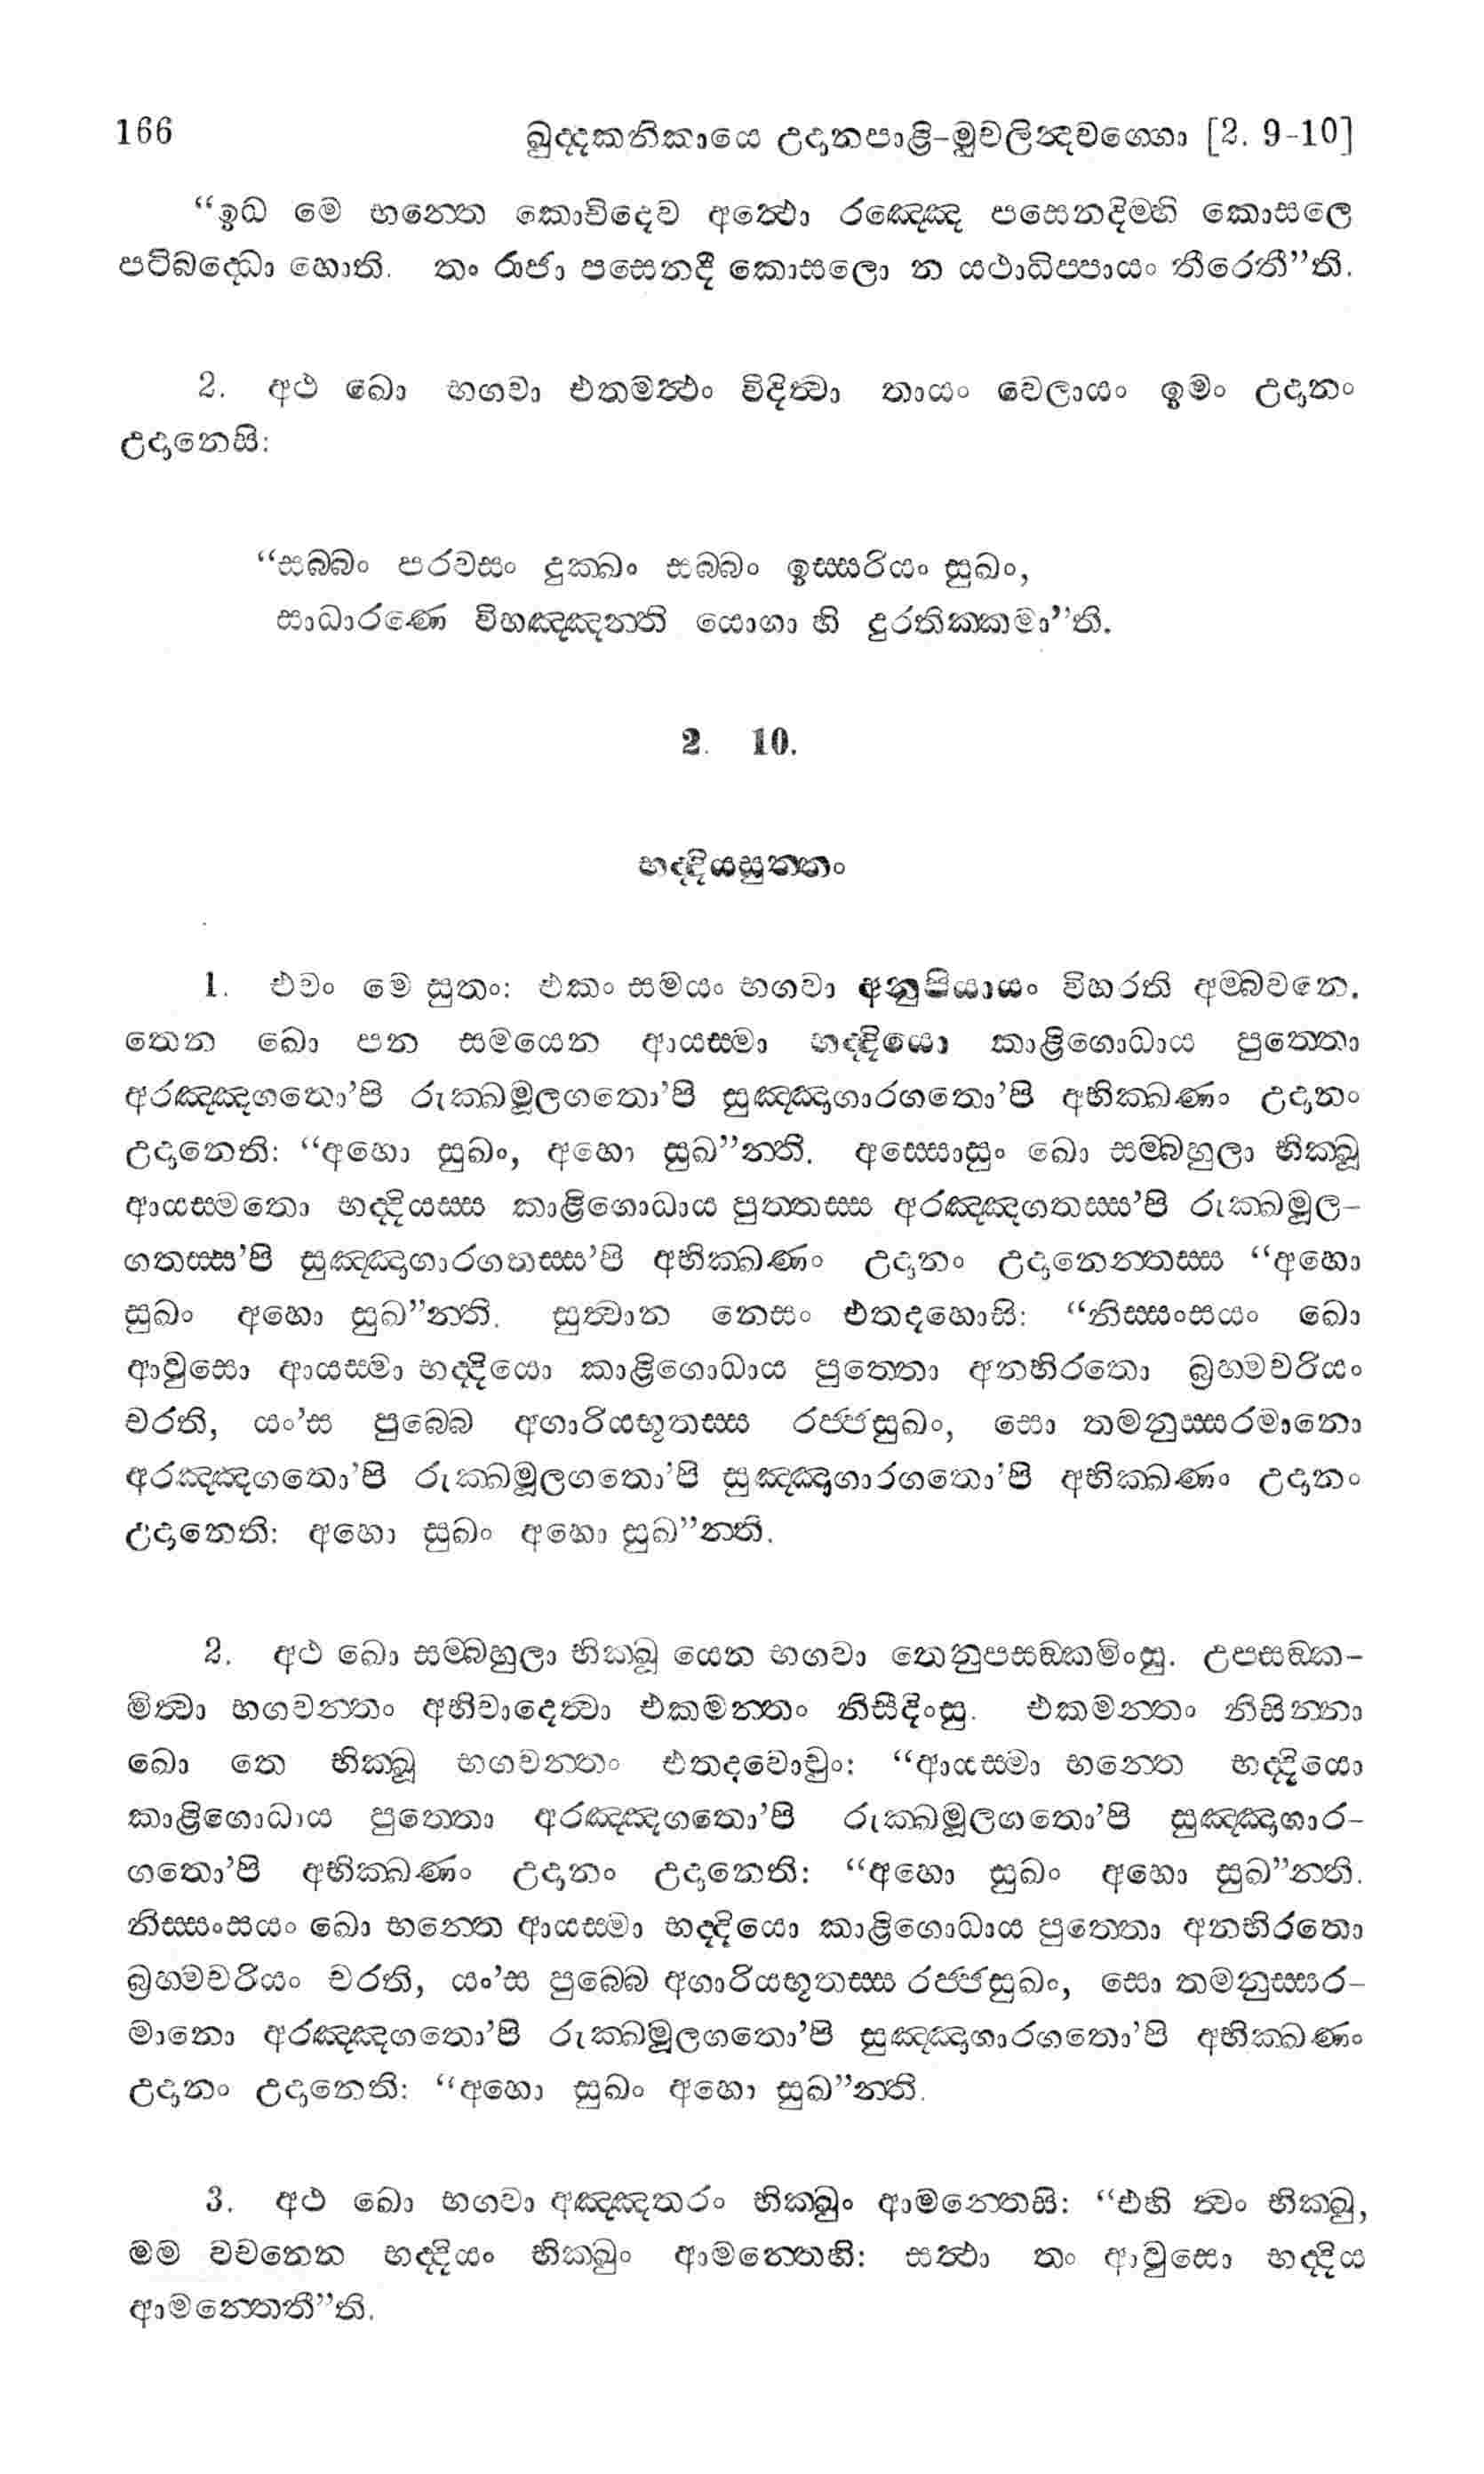 166 ඛුද්දකනිකායෙ උදානපාළි-මුචලින්දවග්ගො [2. 9-10]
“ඉධ මෙ භන්තෙ කොචිදෙව අත්ථො රඤ්ඤෙ පසෙනදිම්හි කොසලෙ
පටිබද්ධො හොති. තං රාජා පසෙනදී කොසලො න යථාධිප්පායං තීරෙතී”ති.
2. අථ ඛො භගවා එතමත්ථං විදිත්වා තායං වෙලායං ඉමං උදානං
උදානෙසි:
“සබ්බං පරවසං දුක්ඛං සබ්බං ඉස්සරියං සුඛං,
සාධාරණෙ විහඤ්ඤන්ති යොගා හි දුරතික්කමා”ති.
2. 10.
භද්දියසුත්තං
1. එවං මෙ සුතං: එකං සමයං භගවා අනුපියායං විහරති අම්බවනෙ.
තෙන ඛො පන සමයෙන ආයස්මා භද්දියො කාළිගොධාය පුත්තො
අරඤ්ඤගතො’පි රුක්ඛමූලගතො’පි සුඤ්ඤාගාරගතො’පි අභික්ඛණං උදානං
උදානෙති: “අහො සුඛං, අහො සුඛ”න්ති. අස්සොසුං ඛො සම්බහුලා භික්ඛූ
ආයස්මතො භද්දියස්ස කාළිගොධාය පුත්තස්ස අරඤ්ඤගතස්ස’පි රුක්ඛමූල-
ගතස්ස’පි සුඤ්ඤාගාරගතස්ස’පි අභික්ඛණං උදානං උදානෙන්තස්ස “අහො
සුඛං අහො සුඛ”න්ති. සුත්වාන නෙසං එතදහොසි: “නිස්සංසයං ඛො
ආවුසො ආයස්මා භද්දියො කාළිගොධාය පුත්තො අනභිරතො බ්‍රහ්මචරියං
චරති, යං’ස පුබ්බෙ අගාරියභූතස්ස රජ්ජසුඛං, සො තමනුස්සරමානො
අරඤ්ඤගතො’පි රුක්ඛමූලගතො’පි සුඤ්ඤාගාරගතො’පි අභික්ඛණං උදානං
උදානෙති: අහො සුඛං අහො සුඛ”න්ති.
2. අථ ඛො සම්බහුලා භික්ඛූ යෙන භගවා තෙනුපසඞ්කමිංසු. උපසඞ්ක-
මිත්වා භගවන්තං අභිවාදෙත්වා එකමන්තං නිසීදිංසු. එකමන්තං නිසින්නා
ඛො තෙ භික්ඛූ භගවන්තං එතදවොචුං: “ආයස්මා භන්තෙ භද්දියො
කාළිගොධාය පුත්තො අරඤ්ඤගතො’පි රුක්ඛමූලගතො’පි සුඤ්ඤාගාර-
ගතො’පි අභික්ඛණං උදානං උදානෙති: “අහො සුඛං අහො සුඛ”න්ති.
නිස්සංසයං ඛො භන්තෙ ආයස්මා භද්දියො කාළිගොධාය පුත්තො අනභිරතො
බ්‍රහ්මචරියං චරති, යං’ස පුබ්බෙ අගාරියභූතස්ස රජ්ජසුඛං, සො තමනුස්සර-
මානො අරඤ්ඤගතො’පි රුක්ඛමූලගතො’පි සුඤ්ඤාගාරගතො’පි අභික්ඛණං
උදානං උදානෙති: “අහො සුඛං අහො සුඛ”න්ති.
3. අථ ඛො භගවා අඤ්ඤතරං භික්ඛුං ආමන්තෙසි: “එහි ත්වං භික්ඛු,
මම වචනෙන භද්දියං භික්ඛුං ආමන්තෙහි: සත්ථා තං ආවුසො භද්දිය
ආමන්තෙතී”ති.